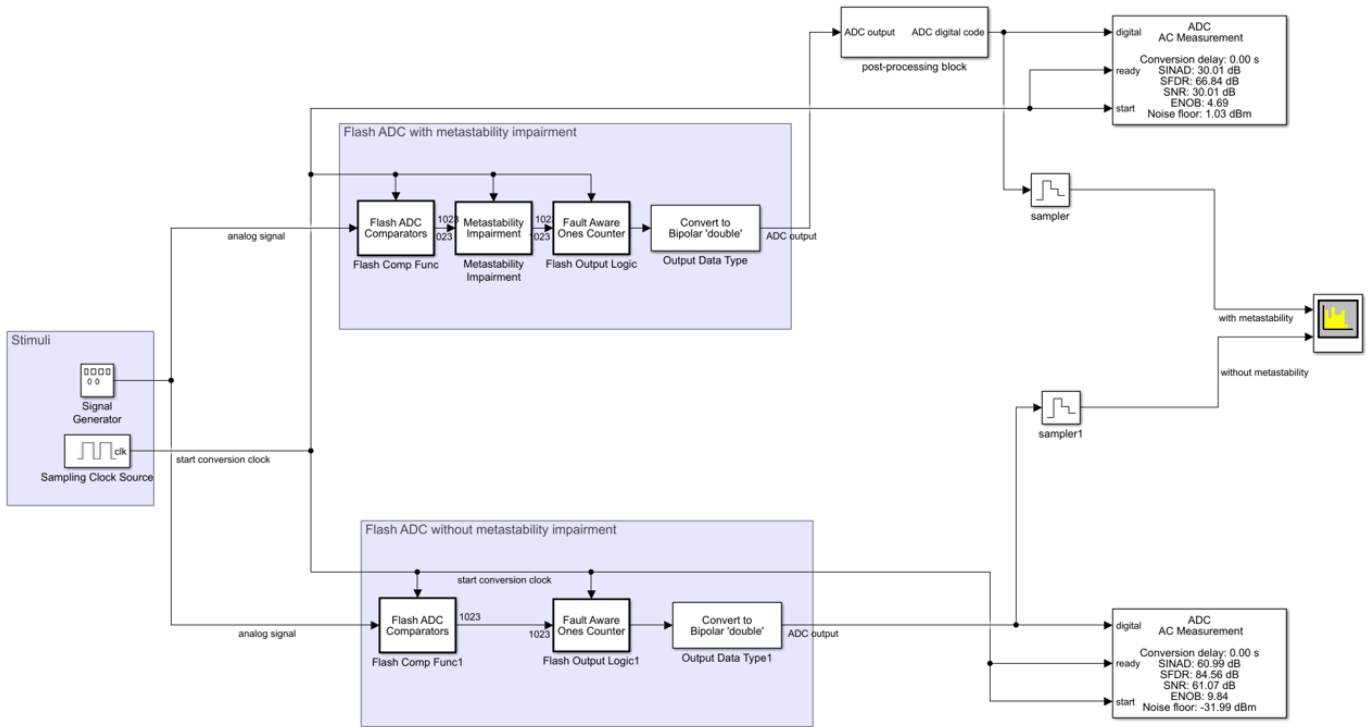 ADC output
ADC digital code
post-processing block
digital
ready
start
ADC
AC Measurement
Conversion delay: 0.00 s
SINAD: 30.01 dB
SFDR: 66.84 dB
SNR: 30.01 dB
ENOB: 4.69
Noise floor: 1.03 dBm
Flash ADC with metastability impairment
analog signal
Flash ADC
Comparators
Flash Comp Func
1023
1023
Metastability
Impairment
Metastability
Impairment
1023
1023
Fault Aware
Ones Counter
Flash Output Logic
Convert to
Bipolar 'double'
Output Data Type
ADC output
sampler
with metastability
without metastability
sampler1
Stimuli
Signal
Generator
clk
Sampling Clock Source
start conversion clock
Flash ADC without metastability impairment
start conversion clock
analog signal
Flash ADC
Comparators
Flash Comp Func1
1023
1023
Fault Aware
Ones Counter
Flash Output Logic1
Convert to
Bipolar 'double'
Output Data Type1
ADC output
digital
ready
start
ADC
AC Measurement
Conversion delay: 0.00 s
SINAD: 60.99 dB
SFDR: 84.56 dB
SNR: 61.07 dB
ENOB: 9.84
Noise floor: -31.99 dBm